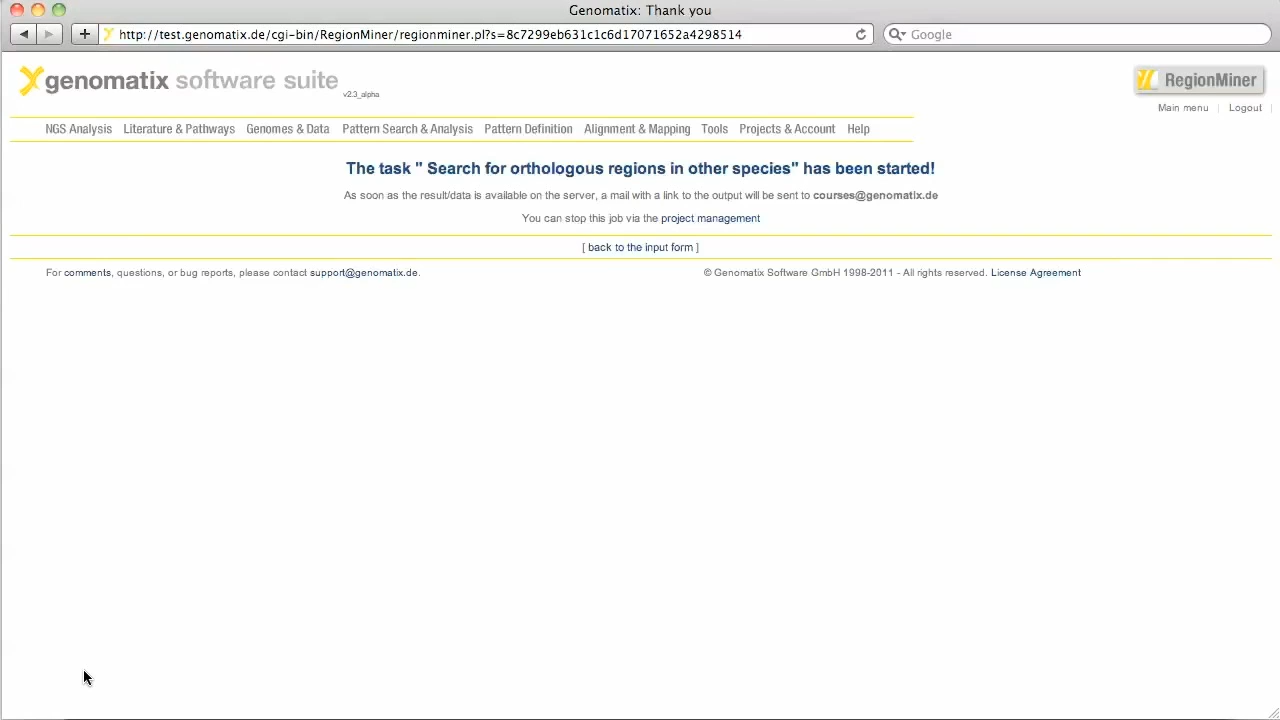 Genomatix: Thank you
http://test.genomatix.de/cgi-bin/RegionMiner/regionminer.pl?s=8c7299eb631c1c6d17071652a4298514
Google
genomatix software suite v2.3_alpha
RegionMiner
Main menu | Logout |
NGS Analysis Literature & Pathways Genomes & Data Pattern Search & Analysis Pattern Definition Alignment & Mapping Tools Projects & Account Help
The task " Search for orthologous regions in other species" has been started!
As soon as the result/data is available on the server, a mail with a link to the output will be sent to courses@genomatix.de
You can stop this job via the project management
[ back to the input form ]
For comments, questions, or bug reports, please contact support@genomatix.de.
© Genomatix Software GmbH 1998-2011 - All rights reserved. License Agreement